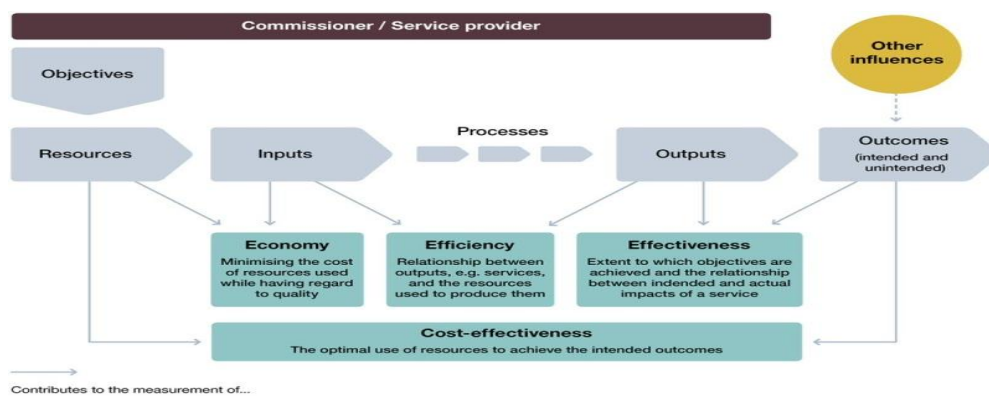 Commissioner / Service provider
Other
influences
Objectives
Resources
Inputs
Processes
Outputs
Outcomes
(intended and
unintended)
Economy
Minimising the cost
of resources used
while having regard
to quality
Efficiency
Relationship between
outputs, e.g. services,
and the resources
used to produce them
Effectiveness
Extent to which objectives are
achieved and the relationship
between indended and actual
impacts of a service
Cost-effectiveness
The optimal use of resources to achieve the intended outcomes
Contributes to the measurement of...